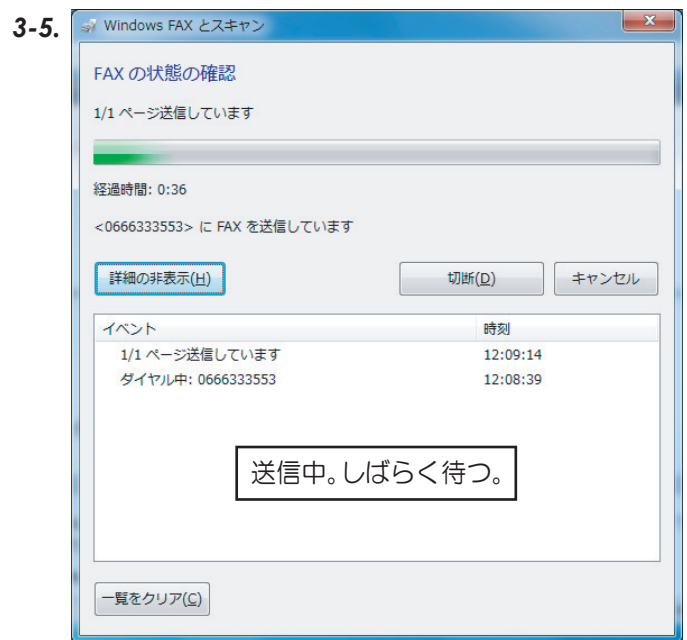 3-5.
Windows FAX とスキャン
FAX の状態の確認
1/1 ページ送信しています
経過時間: 0:36
<0666333553> に FAX を送信しています
詳細の非表示(H) 切断(D) キャンセル
イベント 時刻
1/1 ページ送信しています 12:09:14
ダイヤル中: 0666333553 12:08:39
送信中。しばらく待つ。
一覧をクリア(C)